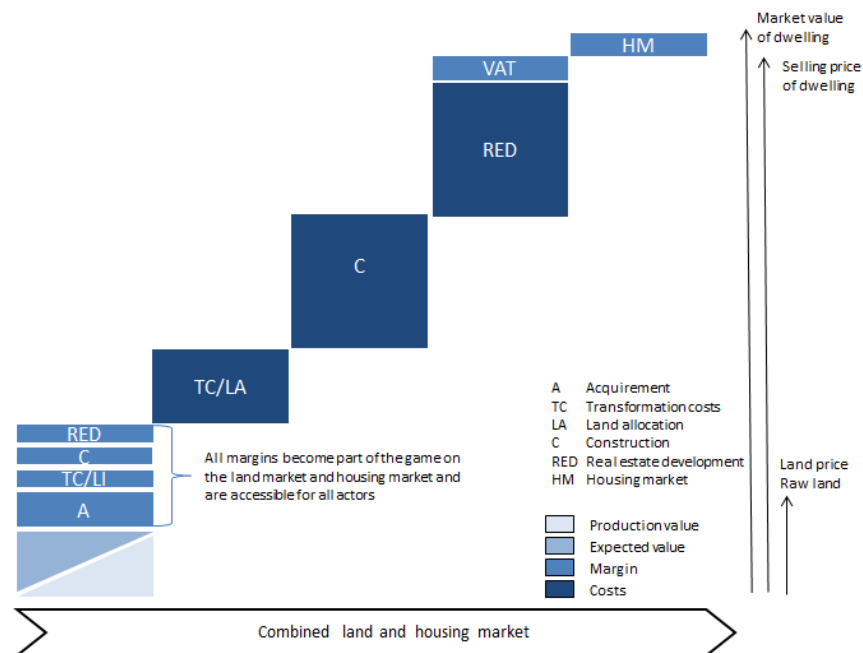 Market value
of dwelling
HM
Selling price
of dwelling
VAT
RED
C
TC/LA
RED
C
TC/LI
A
All margins become part of the game on
the land market and housing market and
are accessible for all actors
A Acquirement
TC Transformation costs
LA Land allocation
C Construction
RED Real estate development
HM Housing market
Land price
Raw land
Production value
Expected value
Margin
Costs
Combined land and housing market